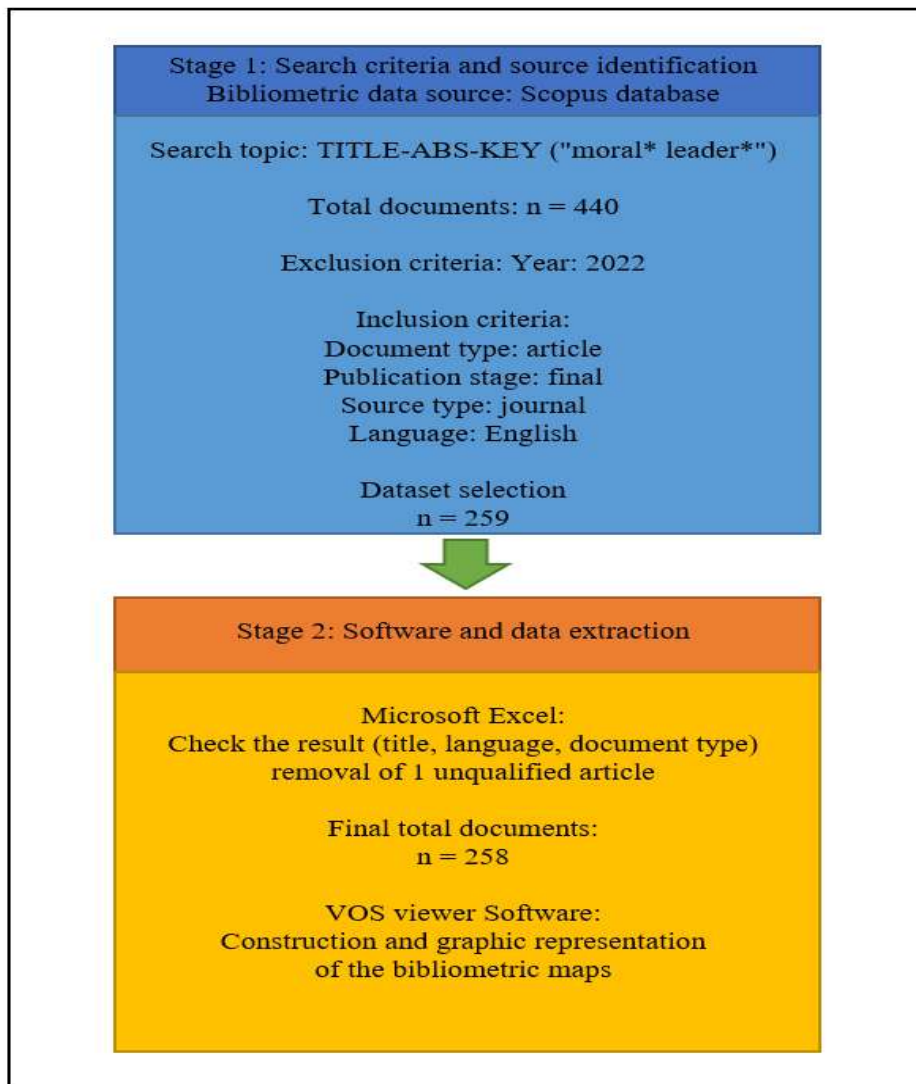 Stage 1: Search criteria and source identification
Bibliometric data source: Scopus database
Search topic: TITLE-ABS-KEY ("moral* leader*")
Total documents: n = 440
Exclusion criteria: Year: 2022
Inclusion criteria:
Document type: article
Publication stage: final
Source type: journal
Language: English
Dataset selection
n = 259
Stage 2: Software and data extraction
Microsoft Excel:
Check the result (title, language, document type)
removal of 1 unqualified article
Final total documents:
n = 258
VOS viewer Software:
Construction and graphic representation
of the bibliometric maps